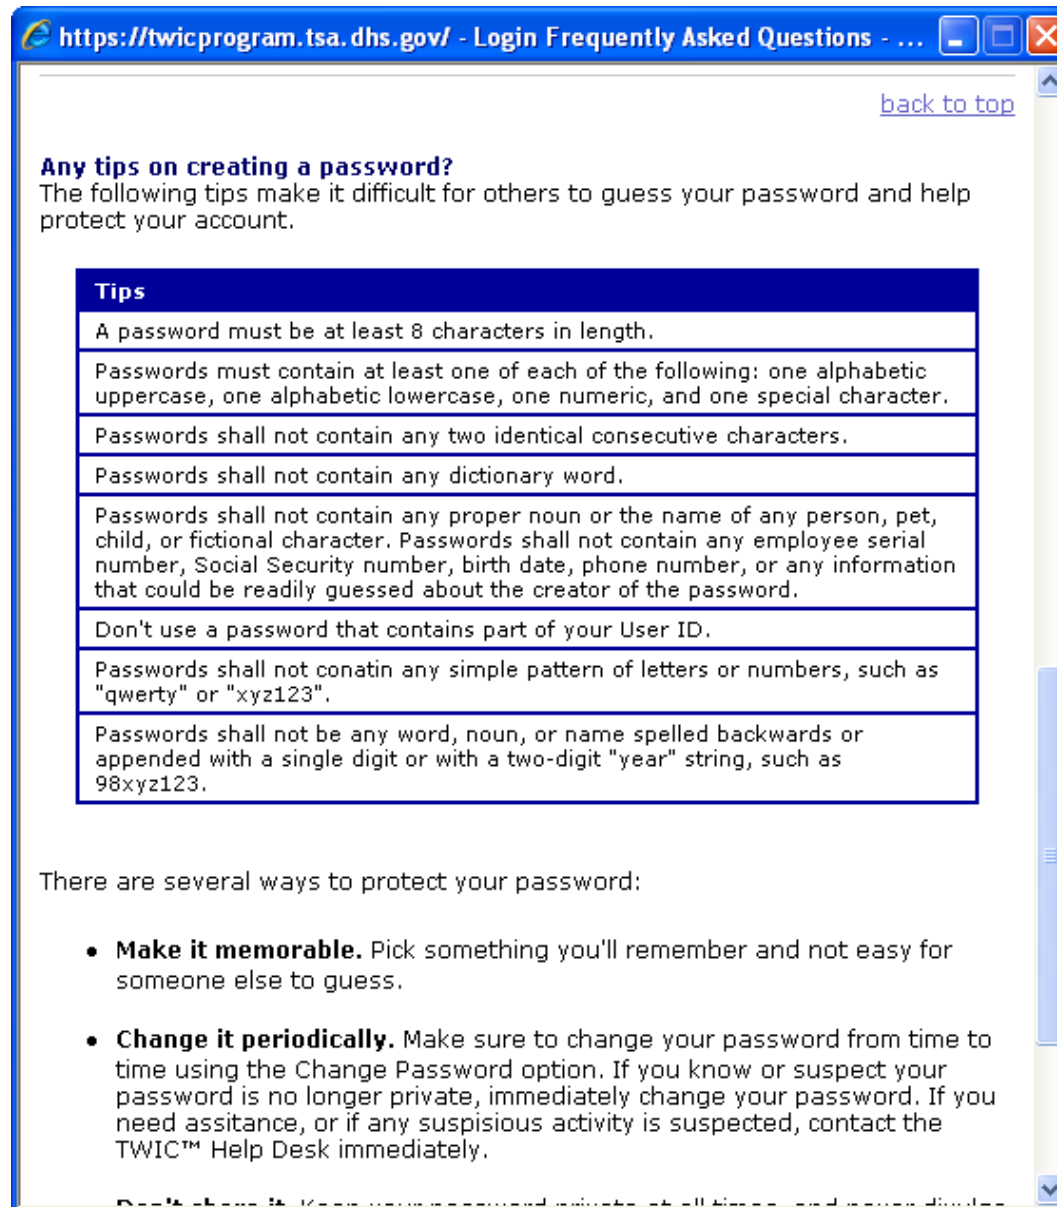 https://twicprogram.tsa.dhs.gov/ - Login Frequently Asked Questions - ...
back to top
Any tips on creating a password?
The following tips make it difficult for others to guess your password and help
protect your account.
Tips
A password must be at least 8 characters in length.
Passwords must contain at least one of each of the following: one alphabetic
uppercase, one alphabetic lowercase, one numeric, and one special character.
Passwords shall not contain any two identical consecutive characters.
Passwords shall not contain any dictionary word.
Passwords shall not contain any proper noun or the name of any person, pet,
child, or fictional character. Passwords shall not contain any employee serial
number, Social Security number, birth date, phone number, or any information
that could be readily guessed about the creator of the password.
Don't use a password that contains part of your User ID.
Passwords shall not conatin any simple pattern of letters or numbers, such as
"qwerty" or "xyz123".
Passwords shall not be any word, noun, or name spelled backwards or
appended with a single digit or with a two-digit "year" string, such as
98xyz123.
There are several ways to protect your password:
• Make it memorable. Pick something you'll remember and not easy for
someone else to guess.
• Change it periodically. Make sure to change your password from time to
time using the Change Password option. If you know or suspect your
password is no longer private, immediately change your password. If you
need assitance, or if any suspisious activity is suspected, contact the
TWIC™ Help Desk immediately.
Don't share it. Keep your password private at all times, and never divulge